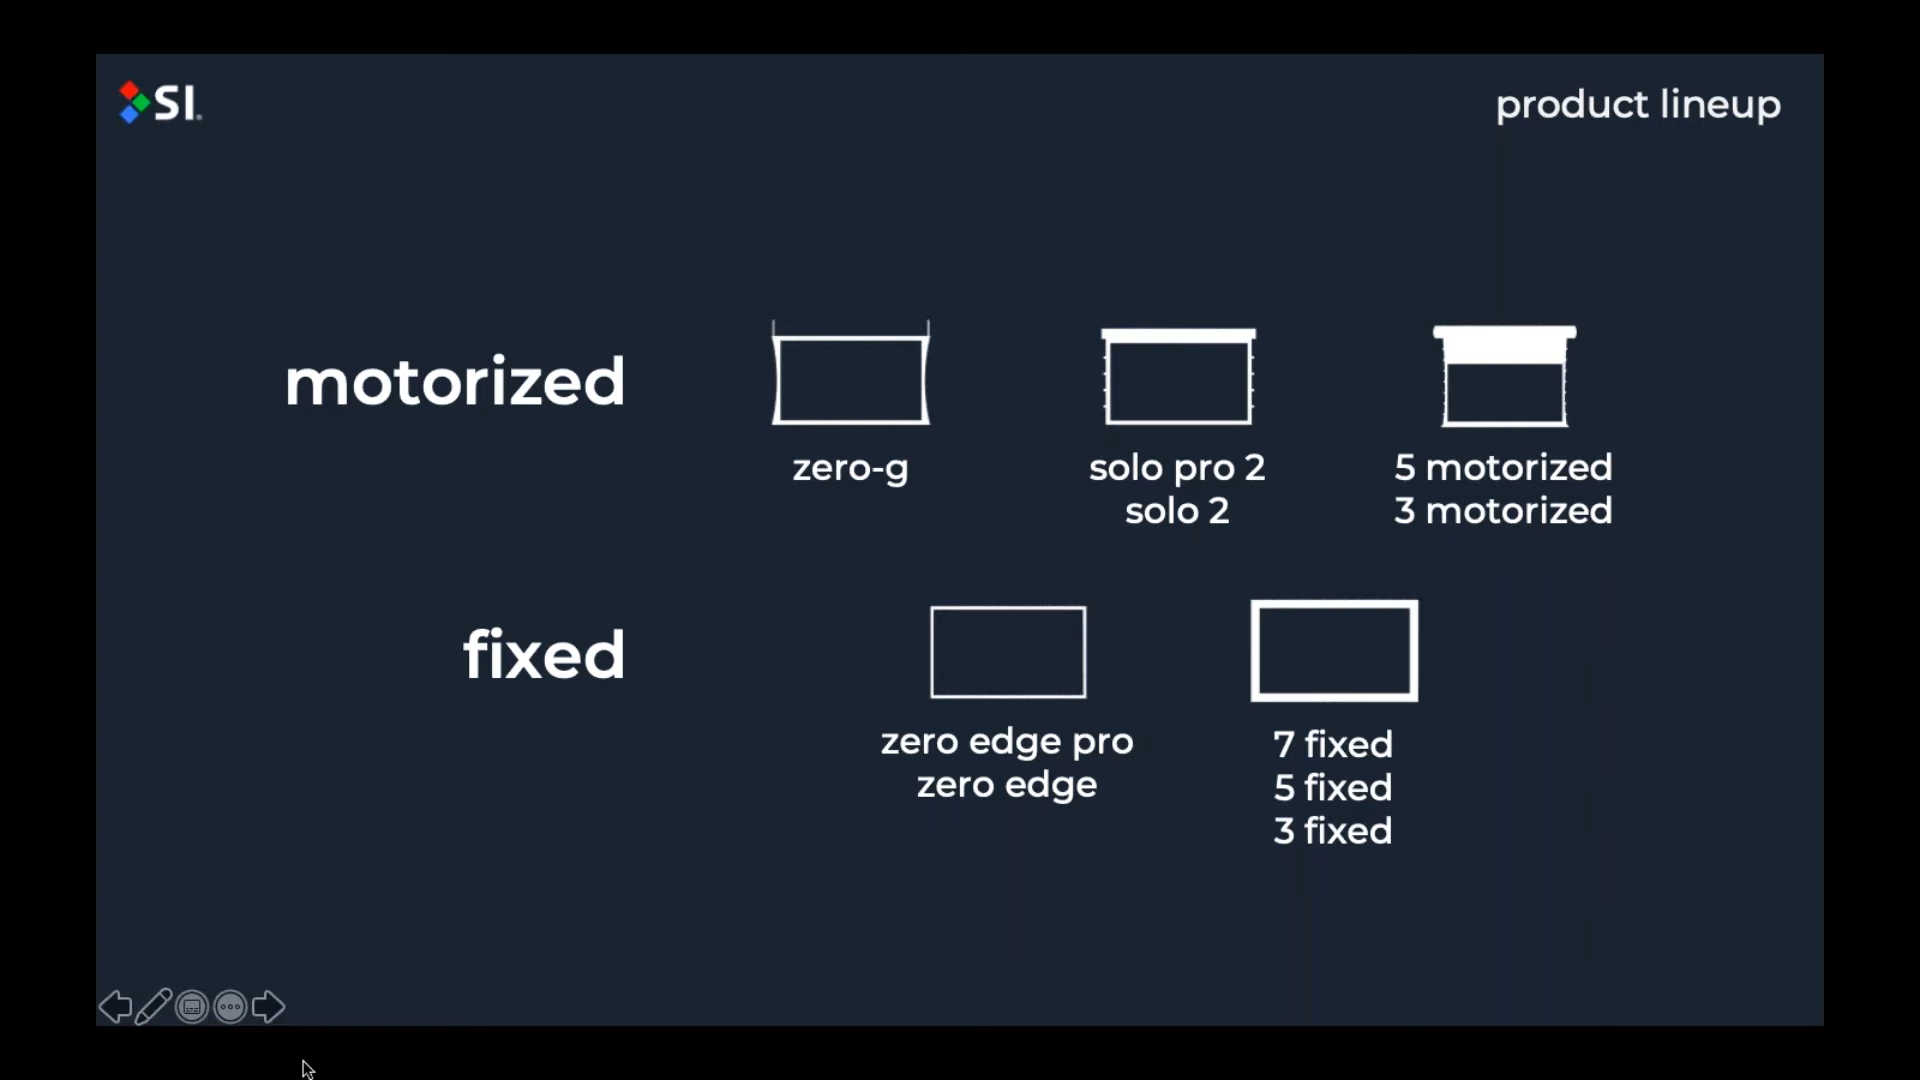 SI.
product lineup
motorized
zero-g
solo pro 2
solo 2
5 motorized
3 motorized
fixed
zero edge pro
zero edge
7 fixed
5 fixed
3 fixed